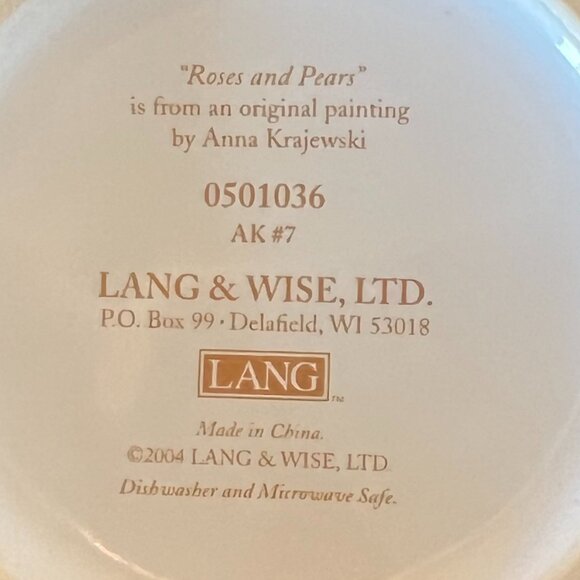 "Roses and Pears"
is from an original painting
by Anna Krajewski
0501036
AK #7
LANG & WISE, LTD.
P.O. Box 99 · Delafield, WI 53018
LANG™
Made in China.
©2004 LANG & WISE, LTD
Dishwasher and Microwave Safe.